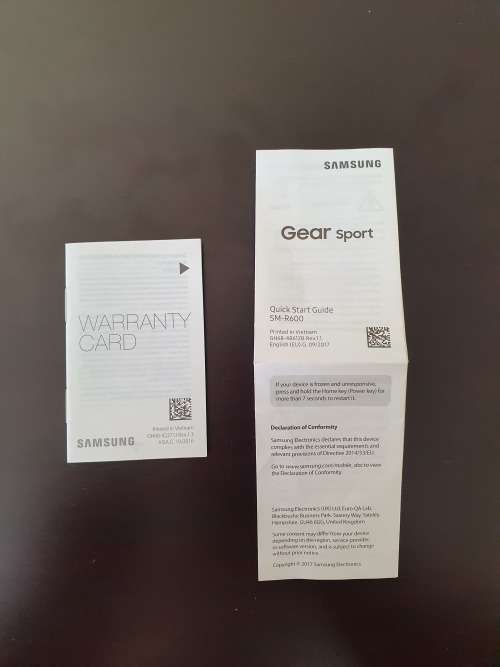 WARRANTY
CARD
Printed in Vietnam
SAMSUNG
SAMSUNG
Gear Sport
Quick Start Guide
SM-R600
Printed in Vietnam
English (EU)G. 09/2017
If your device is frozen and unresponsive,
press and hold the Home key (Power key) for
more than 7 seconds to restart it.
Declaration of Conformity
Samsung Electronics declares that this device
complies with the essential requirements and
relevant provisions of Directive 2014/53/EU.
Go to www.samsung.com/mobile_doc to view
the Declaration of Conformity.
Samsung Electronics (UK) Ltd, Euro QA Lab,
Blackbushe Business Park, Saxony Way, Yateley,
Hampshire, GU46 6GG, United Kingdom
Some content may differ from your device
depending on the region, service provider,
or software version, and is subject to change
without prior notice.
Copyright © 2017 Samsung Electronics